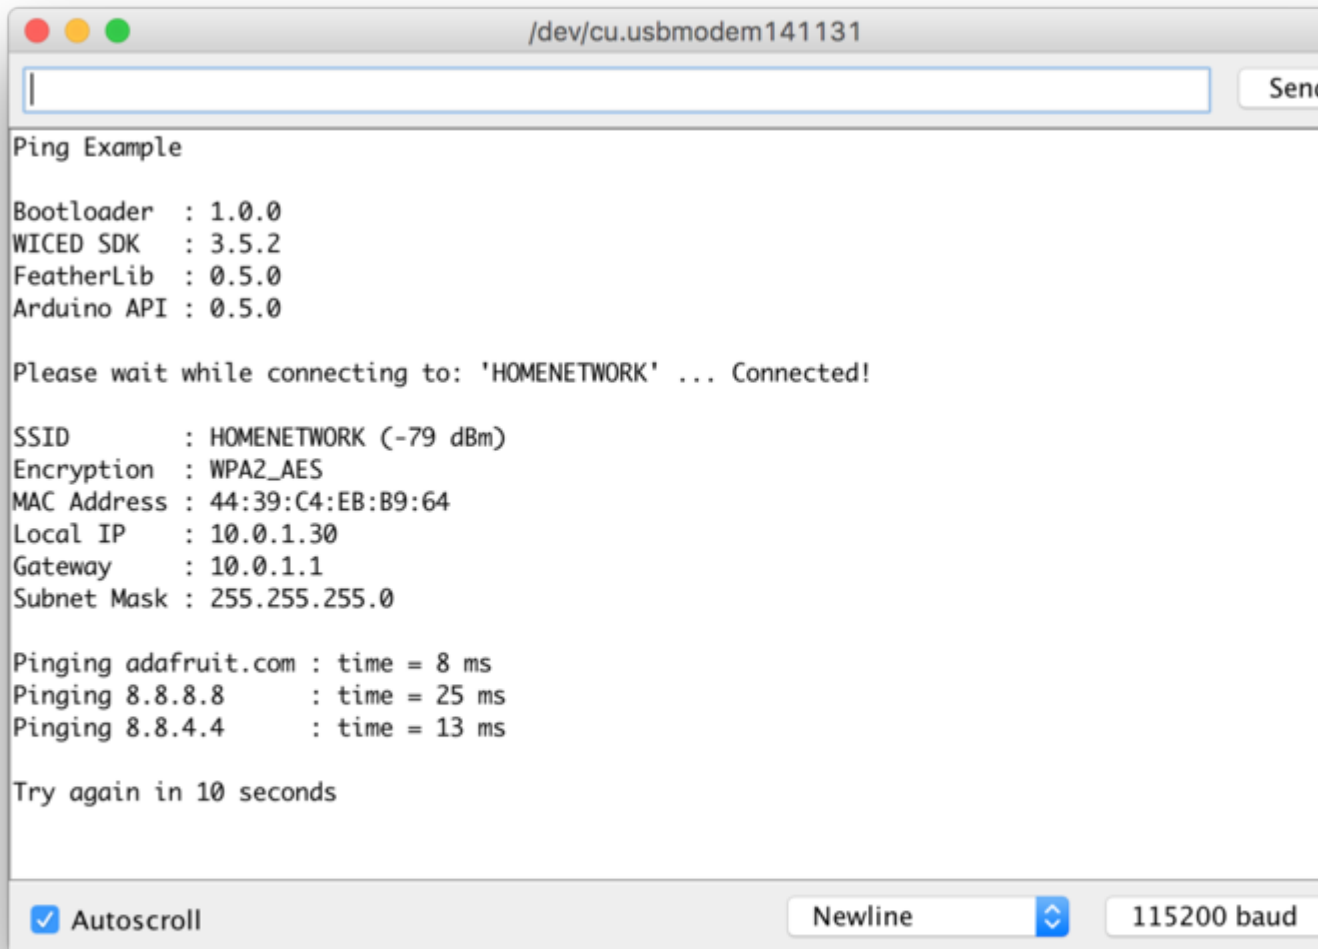 /dev/cu.usbmodem141131
Ping Example
Bootloader  : 1.0.0
WICED SDK   : 3.5.2
FeatherLib  : 0.5.0
Arduino API : 0.5.0
Please wait while connecting to: 'HOMENETWORK' ... Connected!
SSID        : HOMENETWORK (-79 dBm)
Encryption  : WPA2_AES
MAC Address : 44:39:C4:EB:B9:64
Local IP    : 10.0.1.30
Gateway     : 10.0.1.1
Subnet Mask : 255.255.255.0
Pinging adafruit.com : time = 8 ms
Pinging 8.8.8.8      : time = 25 ms
Pinging 8.8.4.4      : time = 13 ms
Try again in 10 seconds
Autoscroll Newline 115200 baud